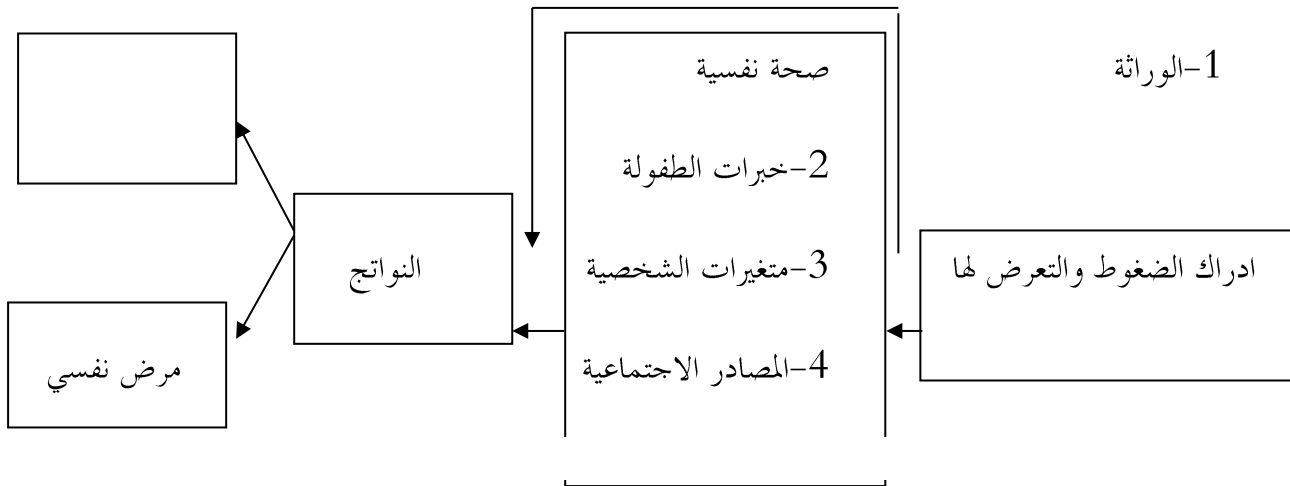 1-الوراثة
صحة نفسية
2-خبرات الطفولة
ادراك الضغوط والتعرض لها
3-متغيرات الشخصية
النواتج
4-المصادر الاجتماعية
مرض نفسي